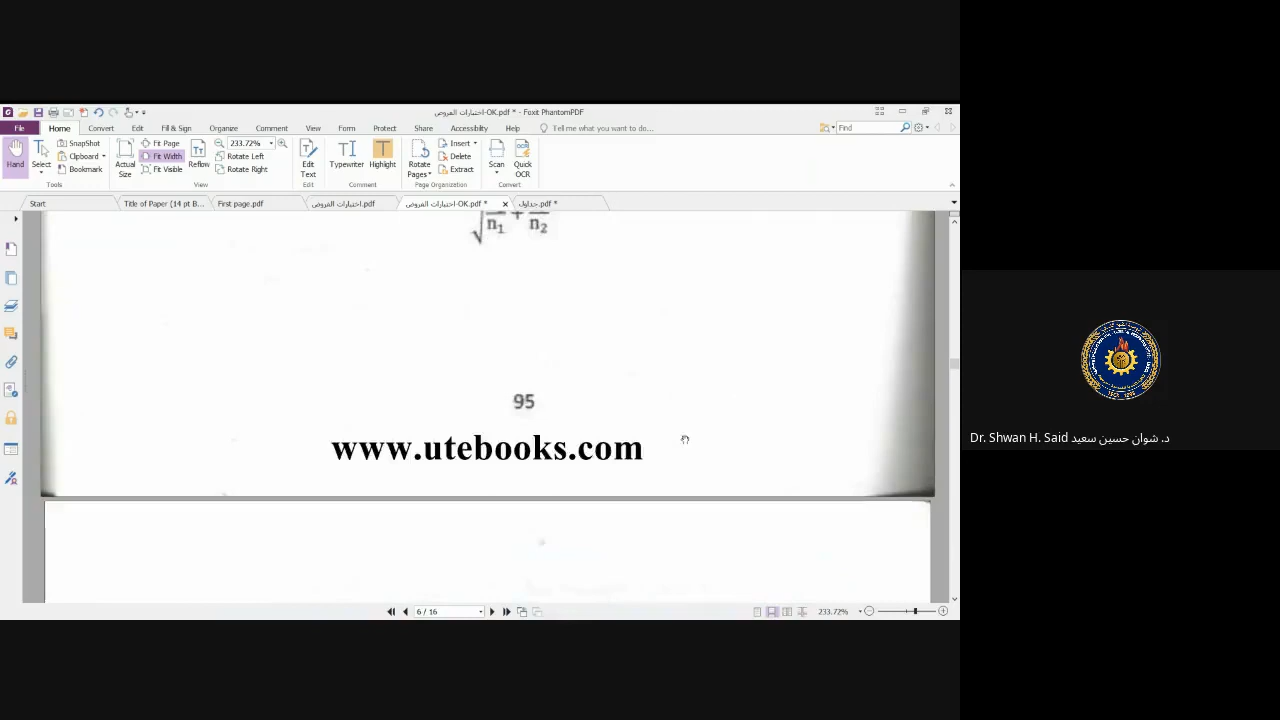 اختبارات الفروض-OK.pdf * - Foxit PhantomPDF
File Home Convert Edit Fill & Sign Organize Comment View Form Protect Share Accessibility Help Tell me what you want to do... Find
Hand
Select
SnapShot
Clipboard
Bookmark
Actual Size
Fit Page
Fit Width
Fit Visible
Reflow
233.72%
Rotate Left
Rotate Right
Edit Text
Typewriter
Highlight
Rotate Pages
Insert
Delete
Extract
Scan
Quick OCR
Tools View Edit Comment Page Organization Convert
Start Title of Paper (14 pt B... First page.pdf اختبارات الفروض.pdf اختبارات الفروض-OK.pdf * جداول.pdf *
√ n₁ + n₂
95
www.utebooks.com
Dr. Shwan H. Said د. شوان حسين سعيد
6 / 16
233.72%